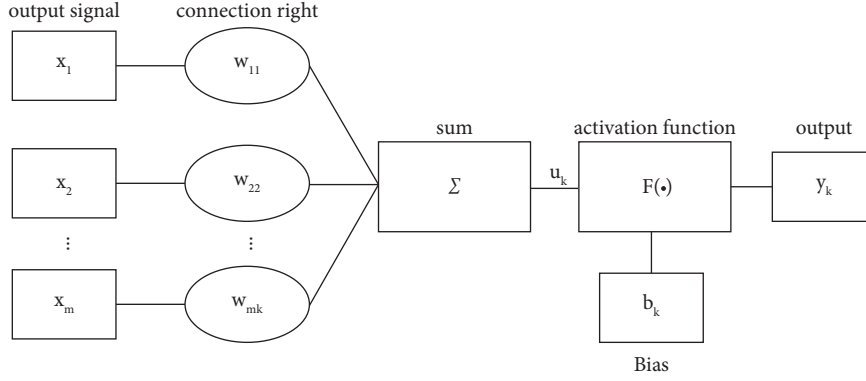 output signal
connection right
x1
w11
sum
activation function
output
x2
w22
Σ
uk
F(•)
yk
⋮
⋮
xm
wmk
bk
Bias